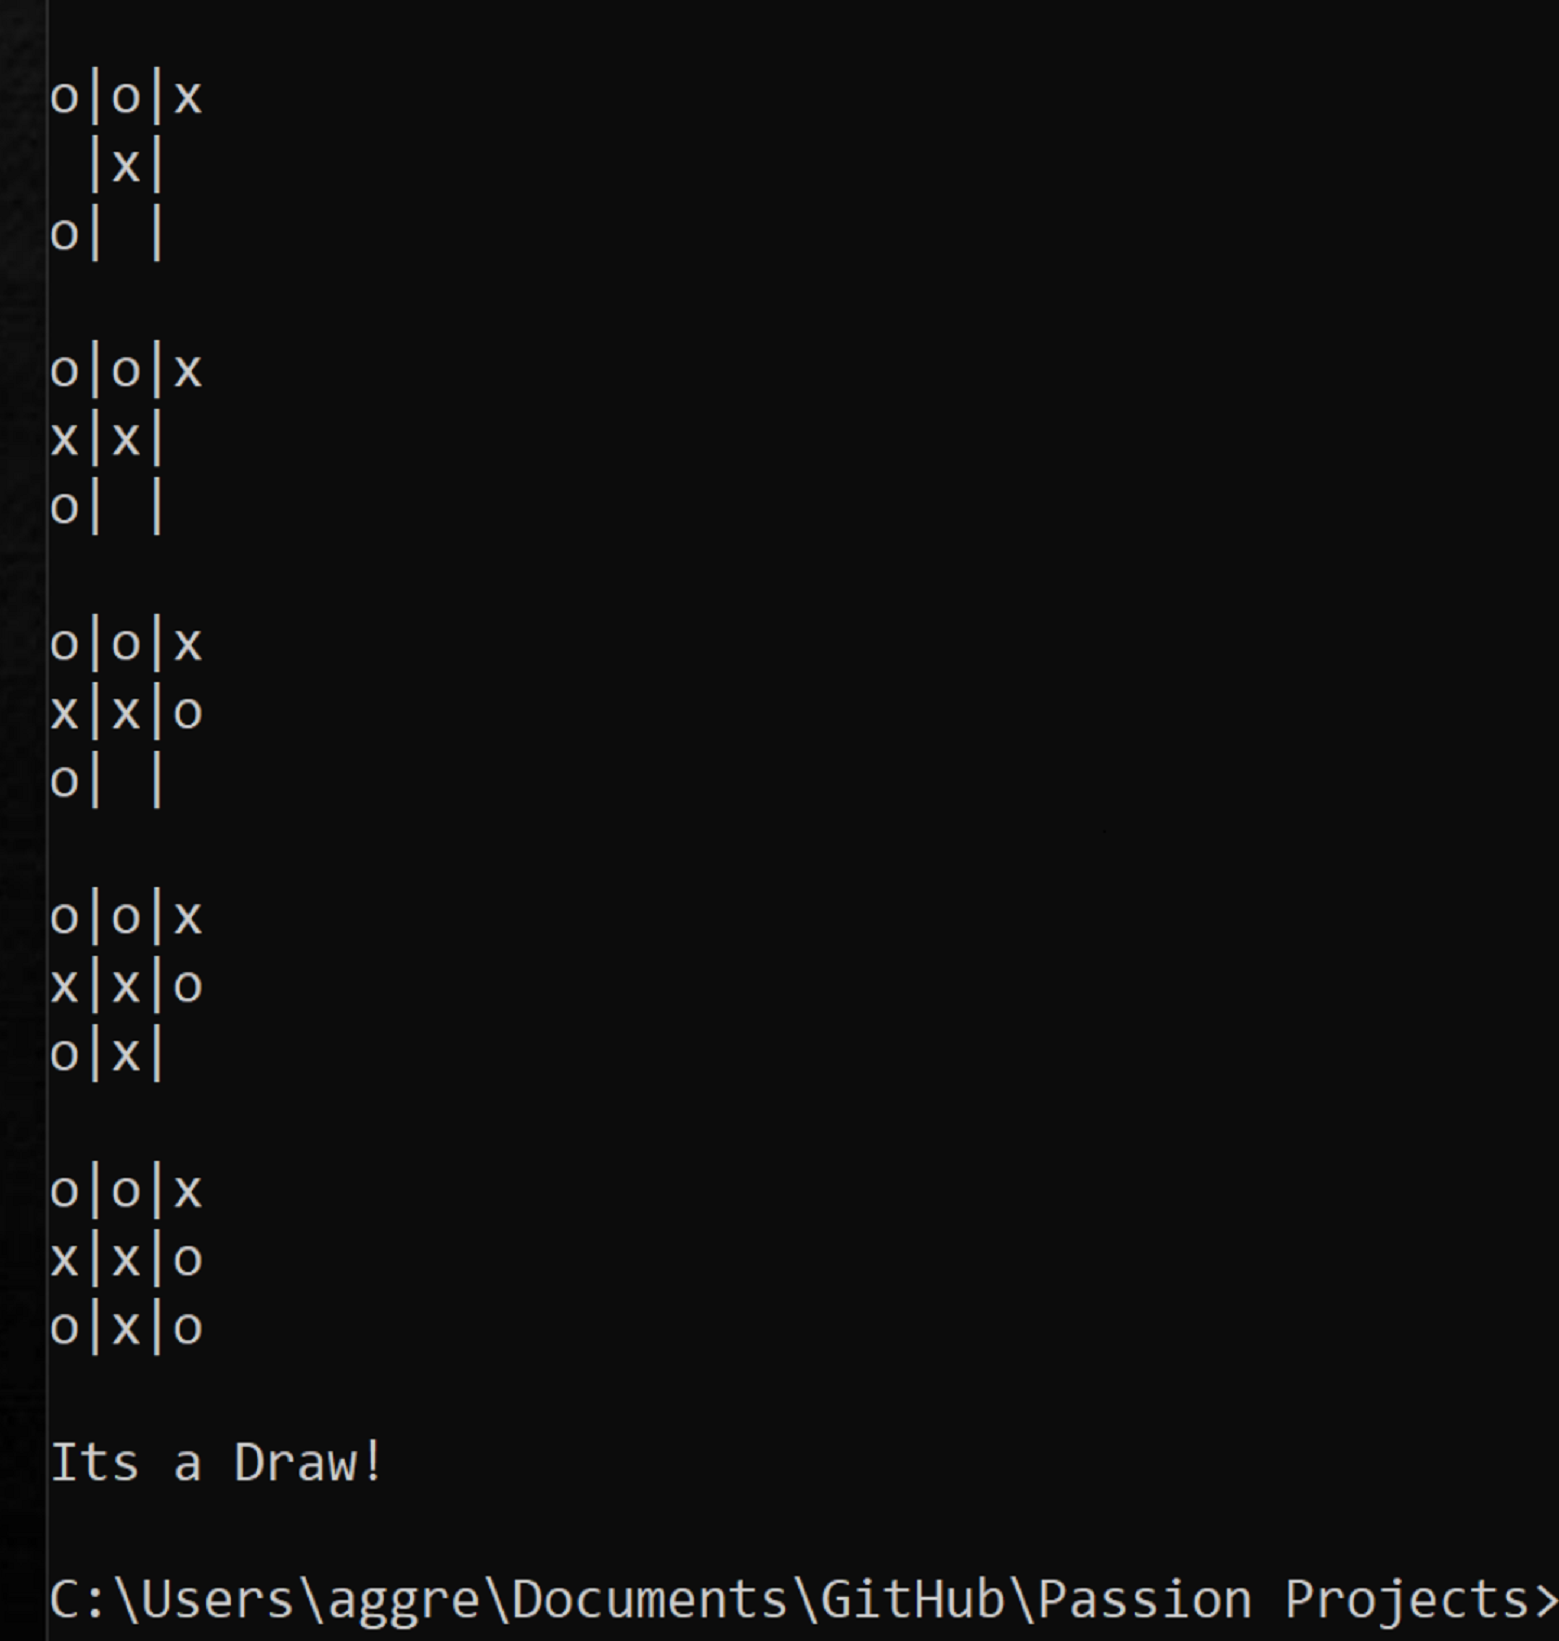 o|o|x
 |x|
o| |
o|o|x
x|x|
o| |
o|o|x
x|x|o
o| |
o|o|x
x|x|o
o|x|
o|o|x
x|x|o
o|x|o
Its a Draw!
C:\Users\aggre\Documents\GitHub\Passion Projects>